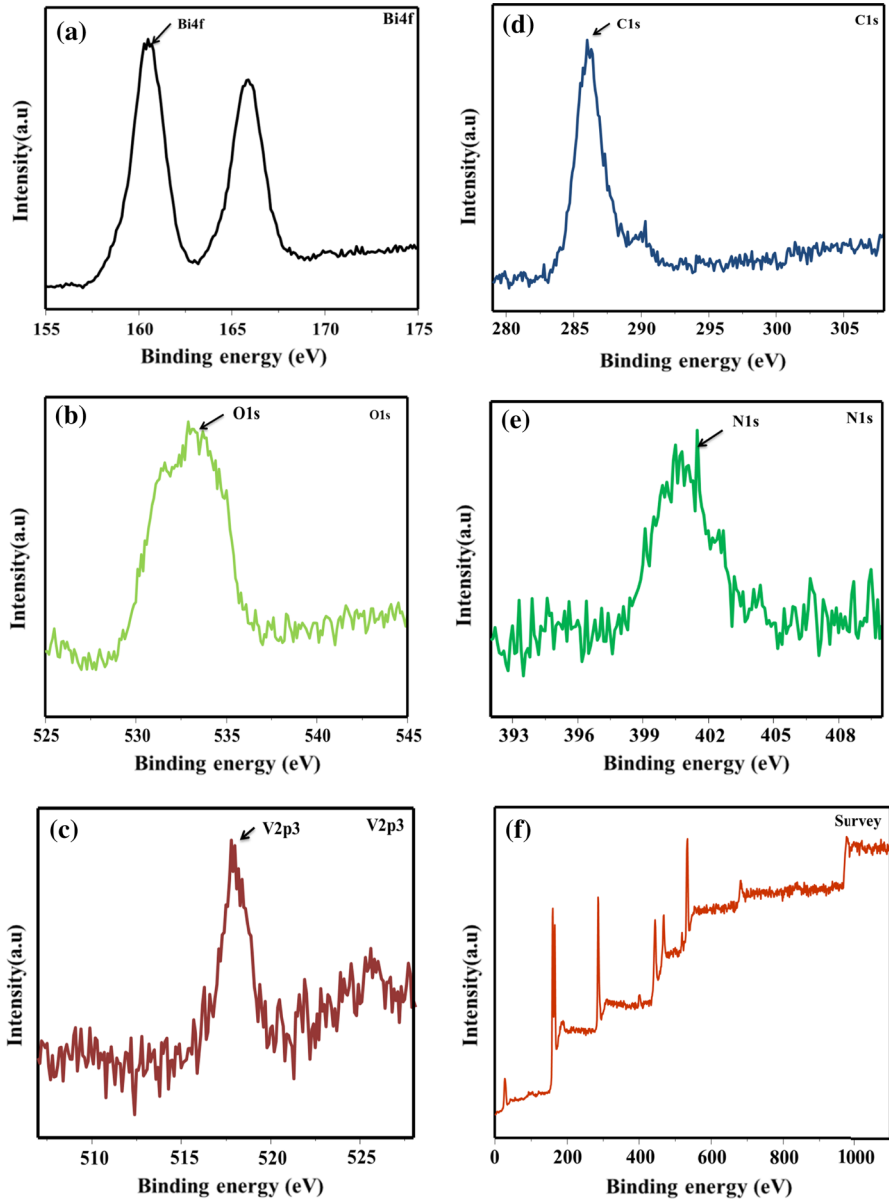 (a)
Bi4f
Bi4f
Intensity(a.u)
155 160 165 170 175
Binding energy (eV)
(d)
C1s
C1s
Intensity(a.u)
280 285 290 295 300 305
Binding energy (eV)
(b)
O1s
O1s
Intensity(a.u)
525 530 535 540 545
Binding energy (eV)
(e)
N1s
N1s
Intensity(a.u)
393 396 399 402 405 408
Binding energy (eV)
(c)
V2p3
V2p3
Intensity(a.u)
510 515 520 525
Binding energy (eV)
(f)
Survey
Intensity(a.u)
0 200 400 600 800 1000
Binding energy (eV)